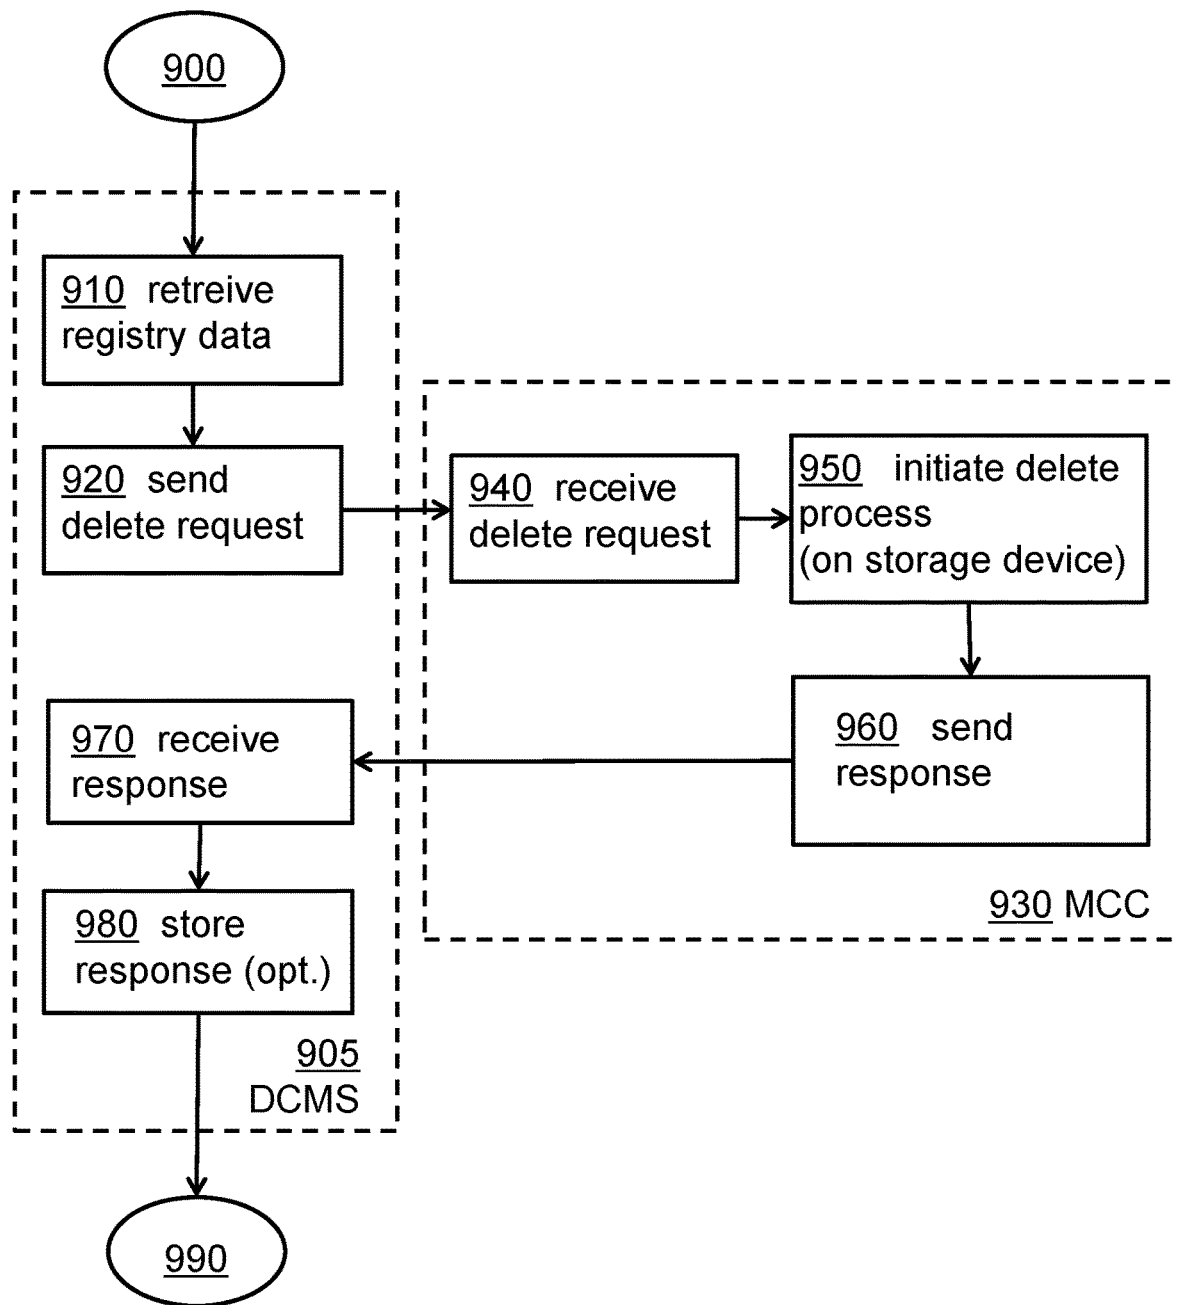 900
910 retreive
registry data
920 send
delete request
940 receive
delete request
950 initiate delete
process
(on storage device)
960 send
response
970 receive
response
930 MCC
980 store
response (opt.)
905
DCMS
990